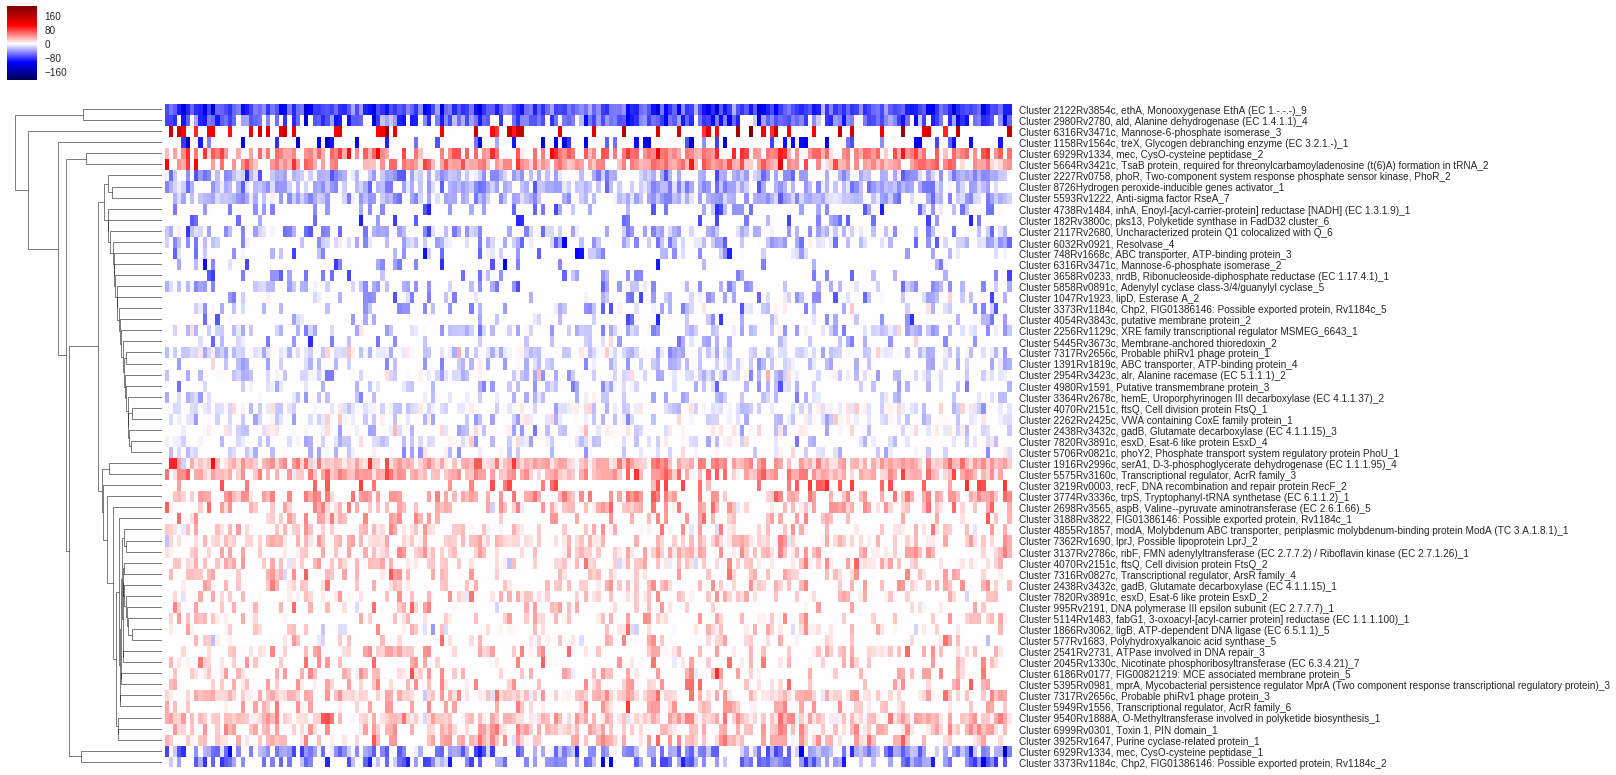 160
80
0
−80
−160
Cluster 2122Rv3854c, ethA, Monooxygenase EthA (EC 1.-.-.-)_9
Cluster 2980Rv2780, ald, Alanine dehydrogenase (EC 1.4.1.1)_4
Cluster 6316Rv3471c, Mannose-6-phosphate isomerase_3
Cluster 1158Rv1564c, treX, Glycogen debranching enzyme (EC 3.2.1.-)_1
Cluster 6929Rv1334, mec, CysO-cysteine peptidase_2
Cluster 5664Rv3421c, TsaB protein, required for threonylcarbamoyladenosine (t(6)A) formation in tRNA_2
Cluster 2227Rv0758, phoR, Two-component system response phosphate sensor kinase, PhoR_2
Cluster 8726Hydrogen peroxide-inducible genes activator_1
Cluster 5593Rv1222, Anti-sigma factor RseA_7
Cluster 4738Rv1484, inhA, Enoyl-[acyl-carrier-protein] reductase [NADH] (EC 1.3.1.9)_1
Cluster 182Rv3800c, pks13, Polyketide synthase in FadD32 cluster_6
Cluster 2117Rv2680, Uncharacterized protein Q1 colocalized with Q_6
Cluster 6032Rv0921, Resolvase_4
Cluster 748Rv1668c, ABC transporter, ATP-binding protein_3
Cluster 6316Rv3471c, Mannose-6-phosphate isomerase_2
Cluster 3658Rv0233, nrdB, Ribonucleoside-diphosphate reductase (EC 1.17.4.1)_1
Cluster 5858Rv0891c, Adenylyl cyclase class-3/4/guanylyl cyclase_5
Cluster 1047Rv1923, lipD, Esterase A_2
Cluster 3373Rv1184c, Chp2, FIG01386146: Possible exported protein, Rv1184c_5
Cluster 4054Rv3843c, putative membrane protein_2
Cluster 2256Rv1129c, XRE family transcriptional regulator MSMEG_6643_1
Cluster 5445Rv3673c, Membrane-anchored thioredoxin_2
Cluster 7317Rv2656c, Probable phiRv1 phage protein_1
Cluster 1391Rv1819c, ABC transporter, ATP-binding protein_4
Cluster 2954Rv3423c, alr, Alanine racemase (EC 5.1.1.1)_2
Cluster 4980Rv1591, Putative transmembrane protein_3
Cluster 3364Rv2678c, hemE, Uroporphyrinogen III decarboxylase (EC 4.1.1.37)_2
Cluster 4070Rv2151c, ftsQ, Cell division protein FtsQ_1
Cluster 2262Rv2425c, VWA containing CoxE family protein_1
Cluster 2438Rv3432c, gadB, Glutamate decarboxylase (EC 4.1.1.15)_3
Cluster 7820Rv3891c, esxD, Esat-6 like protein EsxD_4
Cluster 5706Rv0821c, phoY2, Phosphate transport system regulatory protein PhoU_1
Cluster 1916Rv2996c, serA1, D-3-phosphoglycerate dehydrogenase (EC 1.1.1.95)_4
Cluster 5575Rv3160c, Transcriptional regulator, AcrR family_3
Cluster 3219Rv0003, recF, DNA recombination and repair protein RecF_2
Cluster 3774Rv3336c, trpS, Tryptophanyl-tRNA synthetase (EC 6.1.1.2)_1
Cluster 2698Rv3565, aspB, Valine--pyruvate aminotransferase (EC 2.6.1.66)_5
Cluster 3188Rv3822, FIG01386146: Possible exported protein, Rv1184c_1
Cluster 4855Rv1857, modA, Molybdenum ABC transporter, periplasmic molybdenum-binding protein ModA (TC 3.A.1.8.1)_1
Cluster 7362Rv1690, lprJ, Possible lipoprotein LprJ_2
Cluster 3137Rv2786c, ribF, FMN adenylyltransferase (EC 2.7.7.2) / Riboflavin kinase (EC 2.7.1.26)_1
Cluster 4070Rv2151c, ftsQ, Cell division protein FtsQ_2
Cluster 7316Rv0827c, Transcriptional regulator, ArsR family_4
Cluster 2438Rv3432c, gadB, Glutamate decarboxylase (EC 4.1.1.15)_1
Cluster 7820Rv3891c, esxD, Esat-6 like protein EsxD_2
Cluster 995Rv2191, DNA polymerase III epsilon subunit (EC 2.7.7.7)_1
Cluster 5114Rv1483, fabG1, 3-oxoacyl-[acyl-carrier protein] reductase (EC 1.1.1.100)_1
Cluster 1866Rv3062, ligB, ATP-dependent DNA ligase (EC 6.5.1.1)_5
Cluster 577Rv1683, Polyhydroxyalkanoic acid synthase_5
Cluster 2541Rv2731, ATPase involved in DNA repair_3
Cluster 2045Rv1330c, Nicotinate phosphoribosyltransferase (EC 6.3.4.21)_7
Cluster 6186Rv0177, FIG00821219: MCE associated membrane protein_5
Cluster 5395Rv0981, mprA, Mycobacterial persistence regulator MprA (Two component response transcriptional regulatory protein)_3
Cluster 7317Rv2656c, Probable phiRv1 phage protein_3
Cluster 5949Rv1556, Transcriptional regulator, AcrR family_6
Cluster 9540Rv1888A, O-Methyltransferase involved in polyketide biosynthesis_1
Cluster 6999Rv0301, Toxin 1, PIN domain_1
Cluster 3925Rv1647, Purine cyclase-related protein_1
Cluster 6929Rv1334, mec, CysO-cysteine peptidase_1
Cluster 3373Rv1184c, Chp2, FIG01386146: Possible exported protein, Rv1184c_2